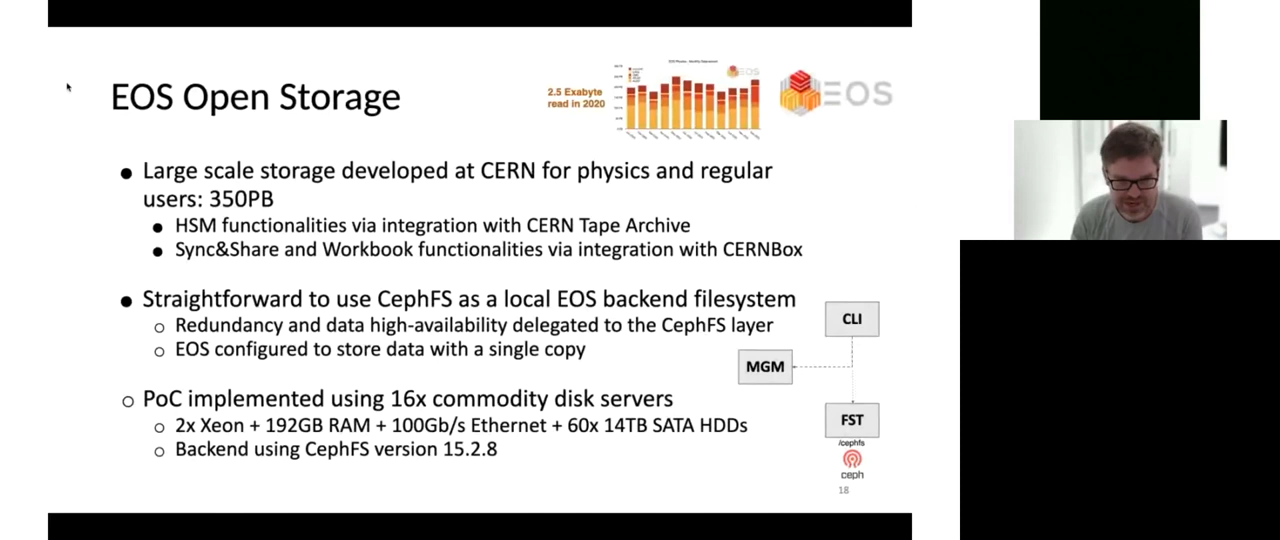 EOS Open Storage
2.5 Exabyte
read in 2020
EOS
EOS
● Large scale storage developed at CERN for physics and regular
users: 350PB
● HSM functionalities via integration with CERN Tape Archive
● Sync&Share and Workbook functionalities via integration with CERNBox
● Straightforward to use CephFS as a local EOS backend filesystem
○ Redundancy and data high-availability delegated to the CephFS layer
○ EOS configured to store data with a single copy
○ PoC implemented using 16x commodity disk servers
○ 2x Xeon + 192GB RAM + 100Gb/s Ethernet + 60x 14TB SATA HDDs
○ Backend using CephFS version 15.2.8
CLI
MGM
FST
/cephfs
ceph
18